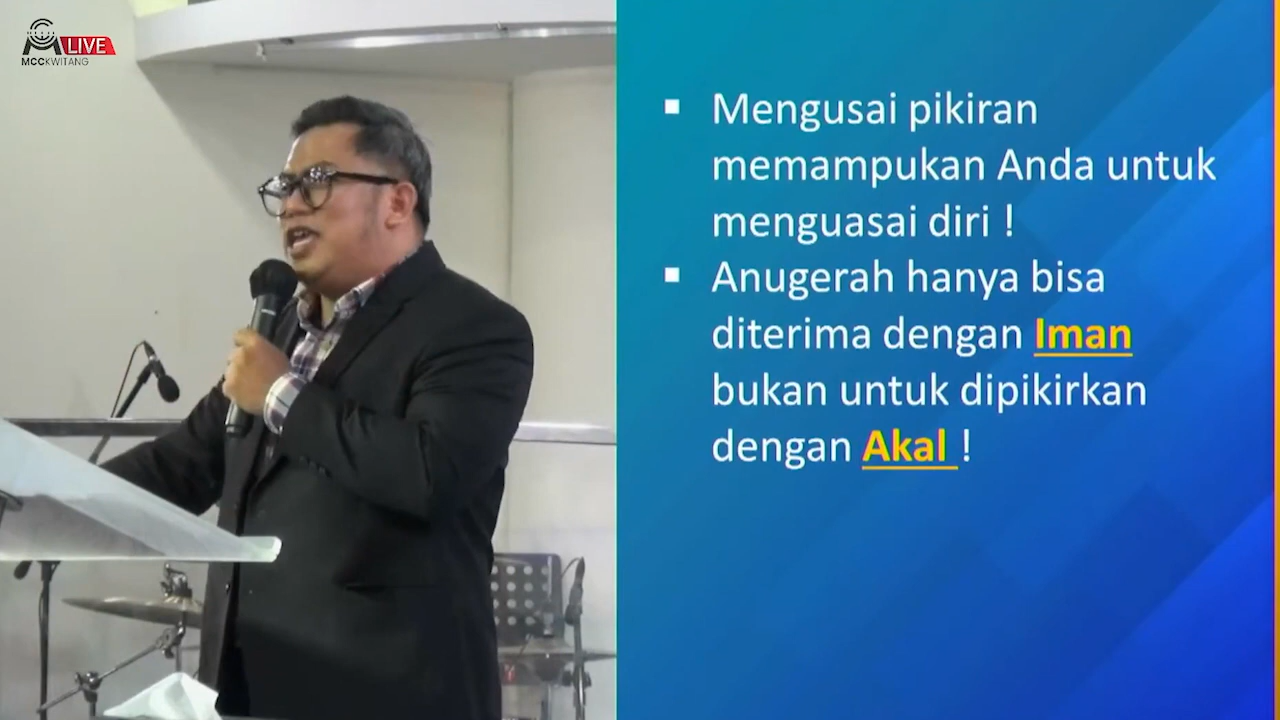 LIVE
MCCKWITANG
▪ Mengusai pikiran
memampukan Anda untuk
menguasai diri !
▪ Anugerah hanya bisa
diterima dengan Iman
bukan untuk dipikirkan
dengan Akal !